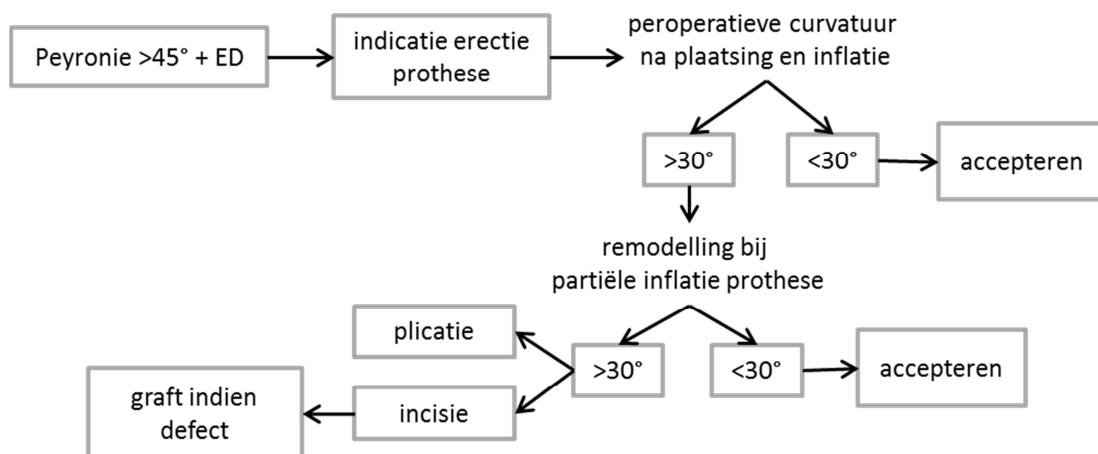 Peyronie >45° + ED
indicatie erectie
prothese
peroperatieve curvatuur
na plaatsing en inflatie
>30°
<30°
accepteren
remodelling bij
partiële inflatie prothese
plicatie
>30°
<30°
accepteren
graft indien
defect
incisie